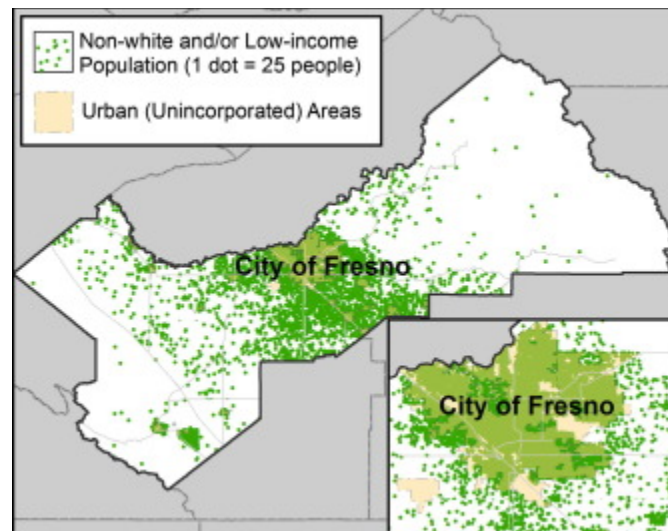 Non-white and/or Low-income
Population (1 dot = 25 people)
Urban (Unincorporated) Areas
City of Fresno
City of Fresno